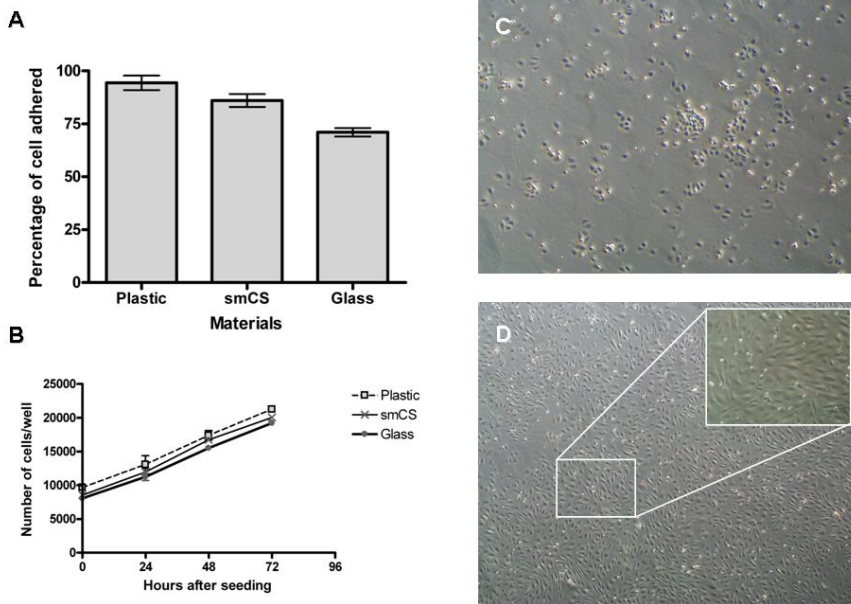 A
Percentage of cell adhered
100
75
50
25
0
Plastic smCS Glass
Materials
B
Number of cells/well
25000
20000
15000
10000
5000
0
0 24 48 72 96
Hours after seeding
Plastic
smCS
Glass
C
D